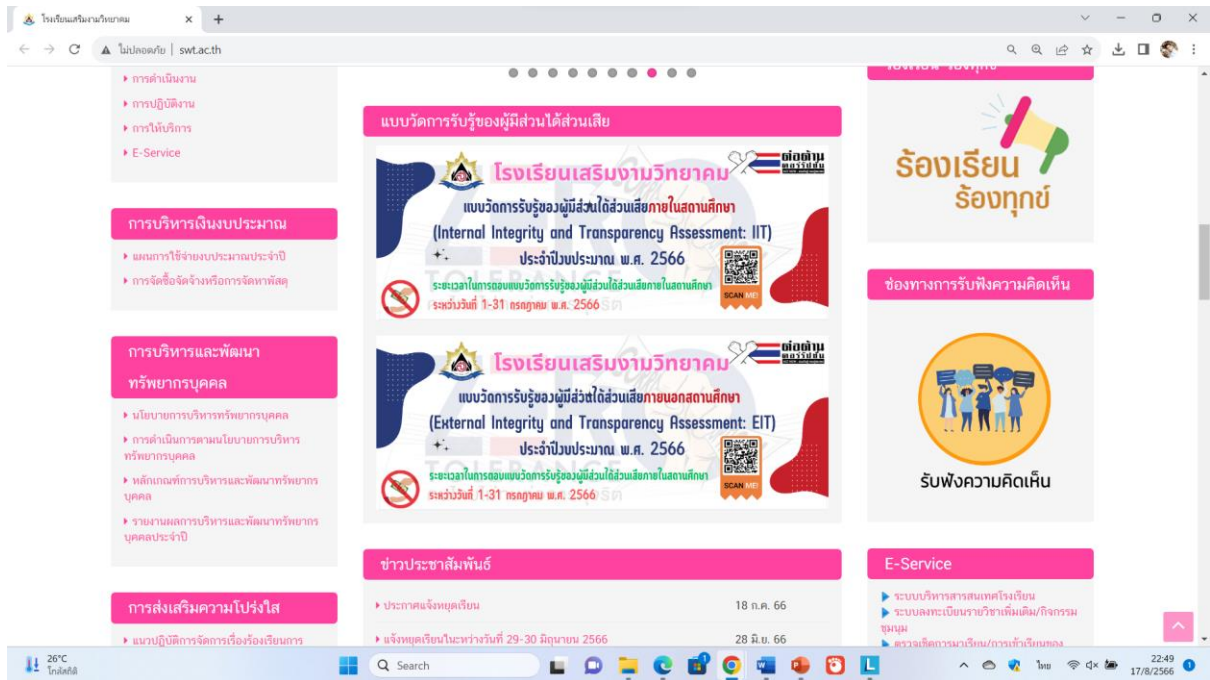 โรงเรียนเสริมงามวิทยาคม
ไม่ปลอดภัย | swt.ac.th
การดำเนินงาน
การปฏิบัติงาน
การให้บริการ
E-Service
การบริหารเงินงบประมาณ
แผนการใช้จ่ายงบประมาณประจำปี
การจัดซื้อจัดจ้างหรือการจัดหาพัสดุ
การบริหารและพัฒนา
ทรัพยากรบุคคล
นโยบายการบริหารทรัพยากรบุคคล
การดำเนินการตามนโยบายการบริหาร
ทรัพยากรบุคคล
หลักเกณฑ์การบริหารและพัฒนาทรัพยากร
บุคคล
รายงานผลการบริหารและพัฒนาทรัพยากร
บุคคลประจำปี
การส่งเสริมความโปร่งใส
แนวปฏิบัติการจัดการเรื่องร้องเรียนการ
แบบวัดการรับรู้ของผู้มีส่วนได้ส่วนเสีย
โรงเรียนเสริมงามวิทยาคม
ต่อต้าน
คอร์รัปชัน
แบบวัดการรับรู้ของผู้มีส่วนได้ส่วนเสียภายในสถานศึกษา
(Internal Integrity and Transparency Assessment: IIT)
ประจำปีงบประมาณ พ.ศ. 2566
TOLERANCE
ระยะเวลาในการตอบแบบวัดการรับรู้ของผู้มีส่วนได้ส่วนเสียภายในสถานศึกษา
ระหว่างวันที่ 1-31 กรกฎาคม พ.ศ. 2566
SCAN ME!
โรงเรียนเสริมงามวิทยาคม
ต่อต้าน
คอร์รัปชัน
แบบวัดการรับรู้ของผู้มีส่วนได้ส่วนเสียภายนอกสถานศึกษา
(External Integrity and Transparency Assessment: EIT)
ประจำปีงบประมาณ พ.ศ. 2566
TOLERANCE
ระยะเวลาในการตอบแบบวัดการรับรู้ของผู้มีส่วนได้ส่วนเสียภายในสถานศึกษา
ระหว่างวันที่ 1-31 กรกฎาคม พ.ศ. 2566
SCAN ME!
ข่าวประชาสัมพันธ์
ประกาศแจ้งหยุดเรียน 18 ก.ค. 66
แจ้งหยุดเรียนในะหว่างวันที่ 29-30 มิถุนายน 2566 28 มิ.ย. 66
ร้องเรียน
ร้องทุกข์
ช่องทางการรับฟังความคิดเห็น
รับฟังความคิดเห็น
E-Service
ระบบบริหารสารสนเทศโรงเรียน
ระบบลงทะเบียนรายวิชาเพิ่มเติม/กิจกรรม
ชุมนุม
ตรวจเช็คการมาเรียน/การเข้าเรียนของ
26°C
ใกล้สถิติ
Search
ไทย
22:49
17/8/2566